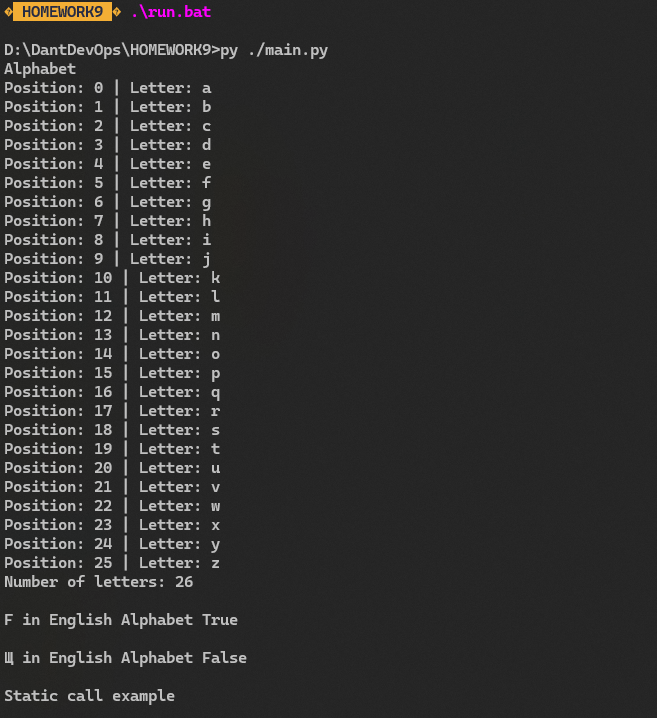 HOMEWORK9 .\run.bat
D:\DantDevOps\HOMEWORK9>py ./main.py
Alphabet
Position: 0 | Letter: a
Position: 1 | Letter: b
Position: 2 | Letter: c
Position: 3 | Letter: d
Position: 4 | Letter: e
Position: 5 | Letter: f
Position: 6 | Letter: g
Position: 7 | Letter: h
Position: 8 | Letter: i
Position: 9 | Letter: j
Position: 10 | Letter: k
Position: 11 | Letter: l
Position: 12 | Letter: m
Position: 13 | Letter: n
Position: 14 | Letter: o
Position: 15 | Letter: p
Position: 16 | Letter: q
Position: 17 | Letter: r
Position: 18 | Letter: s
Position: 19 | Letter: t
Position: 20 | Letter: u
Position: 21 | Letter: v
Position: 22 | Letter: w
Position: 23 | Letter: x
Position: 24 | Letter: y
Position: 25 | Letter: z
Number of letters: 26
F in English Alphabet True
Щ in English Alphabet False
Static call example